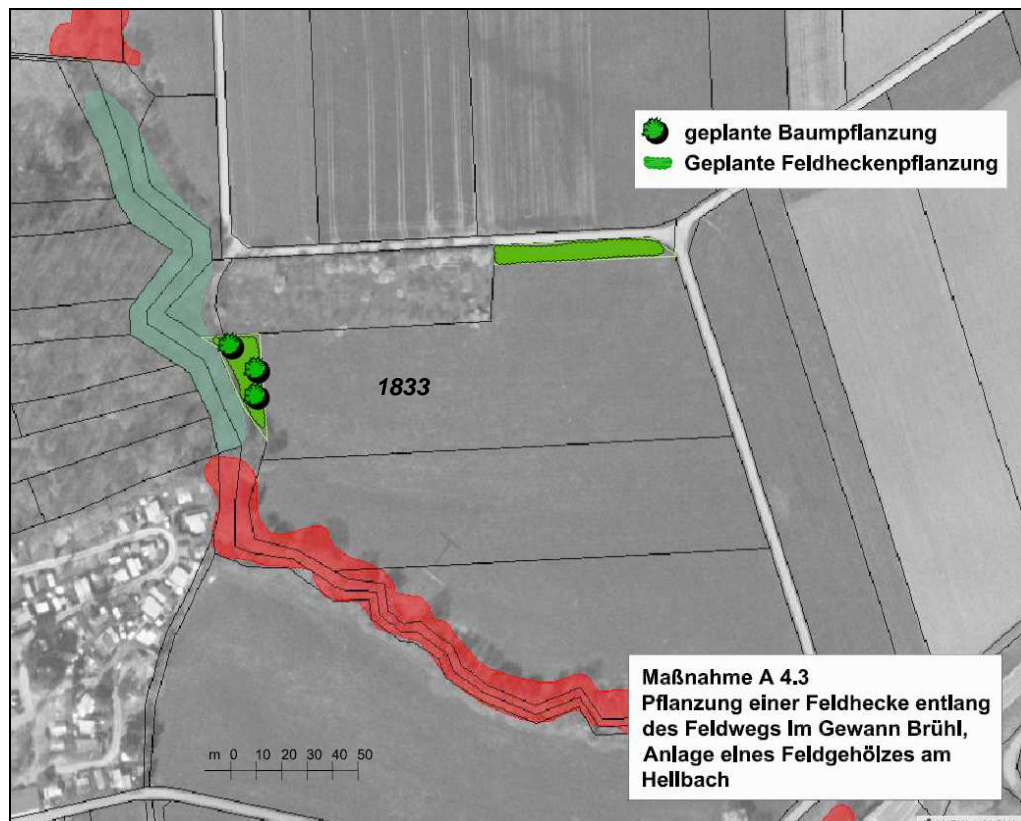 geplante Baumpflanzung
Geplante Feldheckenpflanzung
1833
Maßnahme A 4.3
Pflanzung einer Feldhecke entlang
des Feldwegs Im Gewann Brühl,
Anlage eines Feldgehölzes am
Hellbach
m 0 10 20 30 40 50